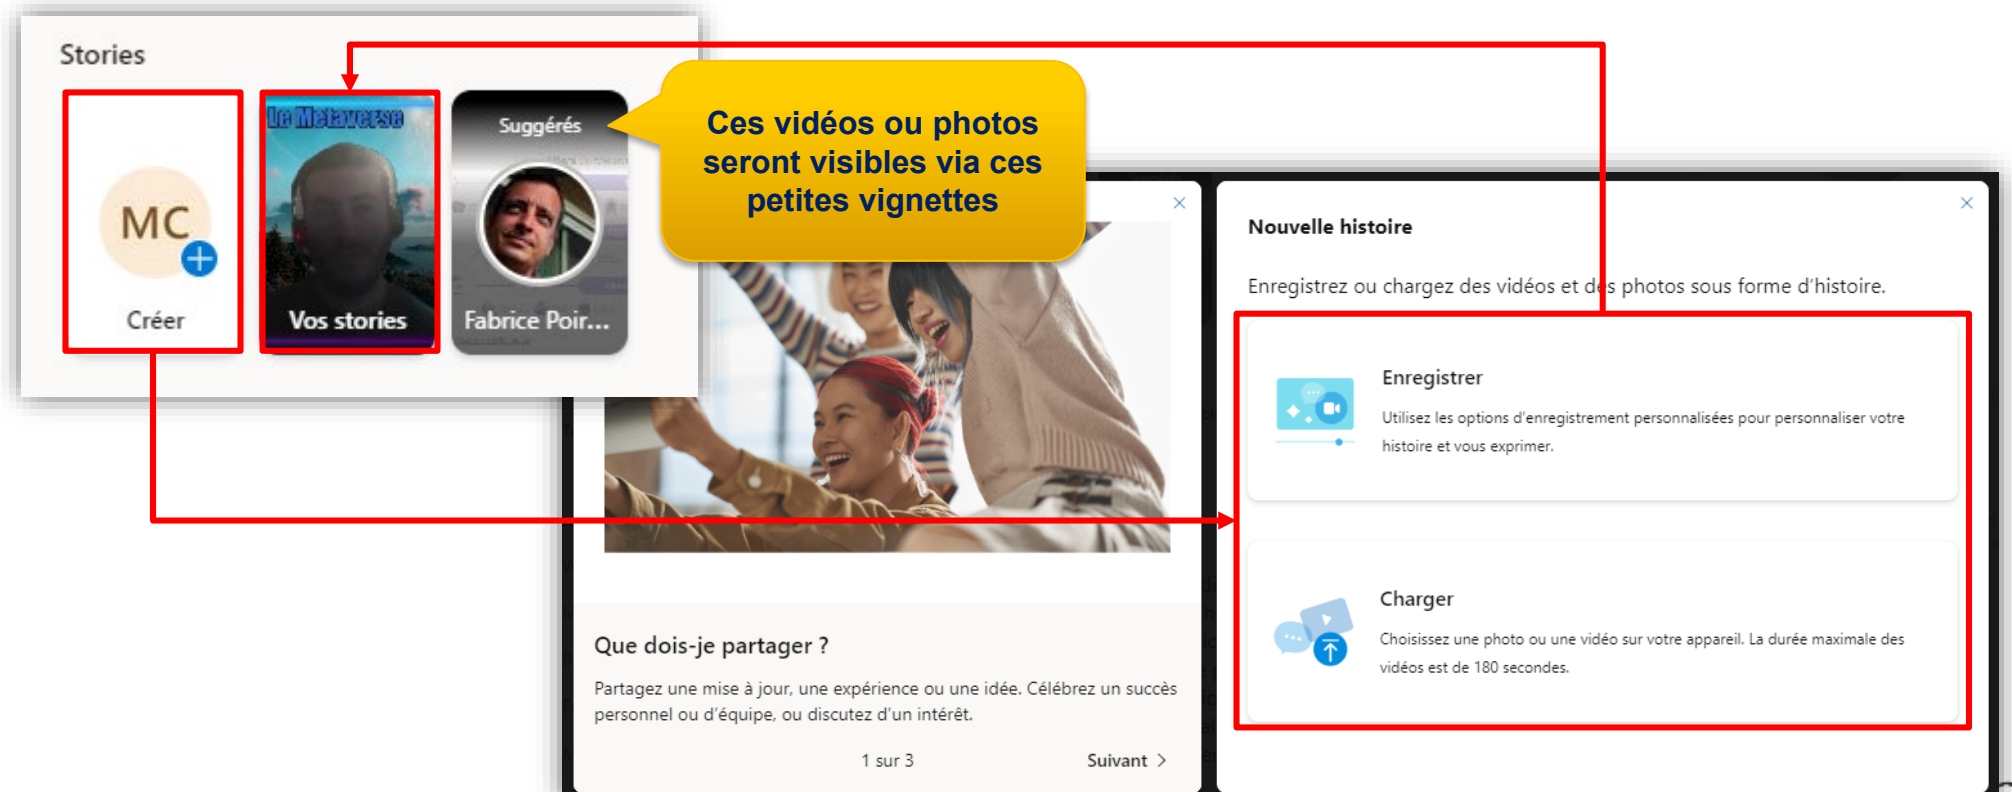 Stories
Le Metaverse
Suggérés
MC
Créer
Vos stories
Fabrice Poir...
Ces vidéos ou photos
seront visibles via ces
petites vignettes
Que dois-je partager ?
Partagez une mise à jour, une expérience ou une idée. Célébrez un succès
personnel ou d'équipe, ou discutez d'un intérêt.
1 sur 3
Suivant >
Nouvelle histoire
Enregistrez ou chargez des vidéos et des photos sous forme d'histoire.
Enregistrer
Utilisez les options d'enregistrement personnalisées pour personnaliser votre
histoire et vous exprimer.
Charger
Choisissez une photo ou une vidéo sur votre appareil. La durée maximale des
vidéos est de 180 secondes.